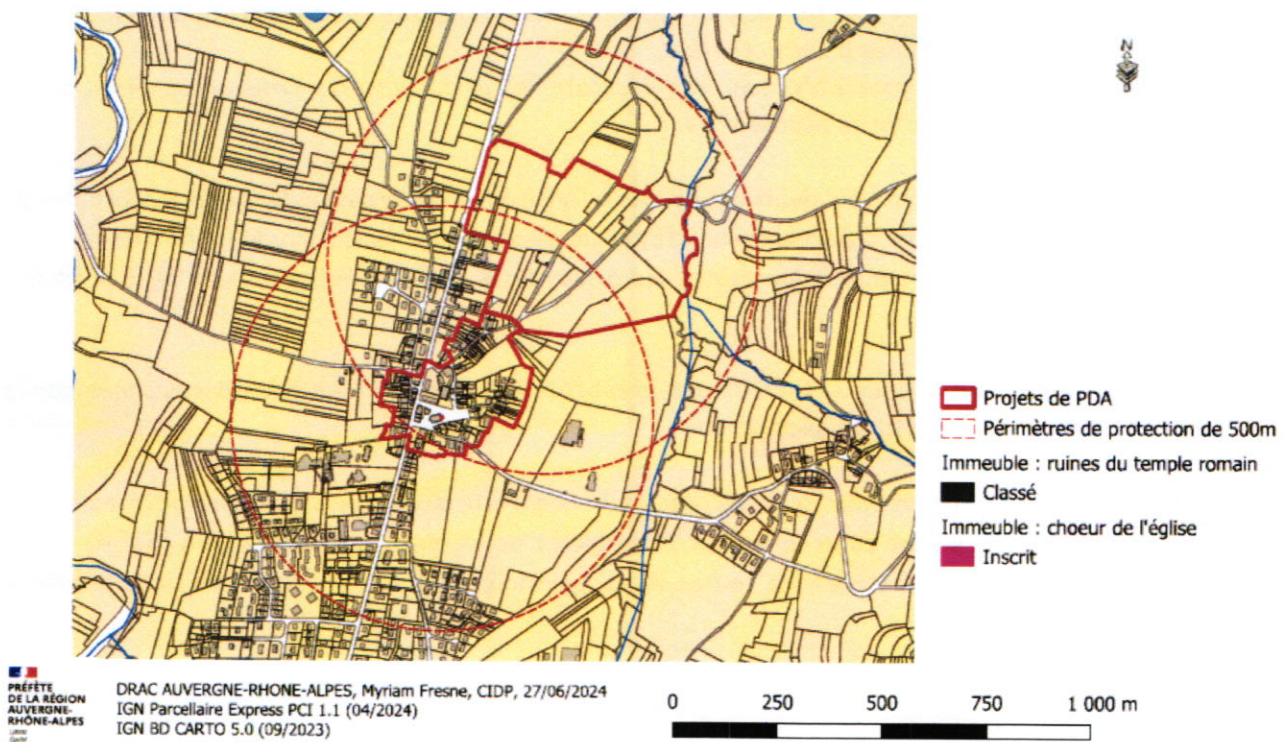 N
Projets de PDA
Périmètres de protection de 500m
Immeuble : ruines du temple romain
Classé
Immeuble : choeur de l'église
Inscrit
PRÉFÈTE
DE LA RÉGION
AUVERGNE-
RHÔNE-ALPES
DRAC AUVERGNE-RHONE-ALPES, Myriam Fresne, CIDP, 27/06/2024
IGN Parcellaire Express PCI 1.1 (04/2024)
IGN BD CARTO 5.0 (09/2023)
0 250 500 750 1 000 m